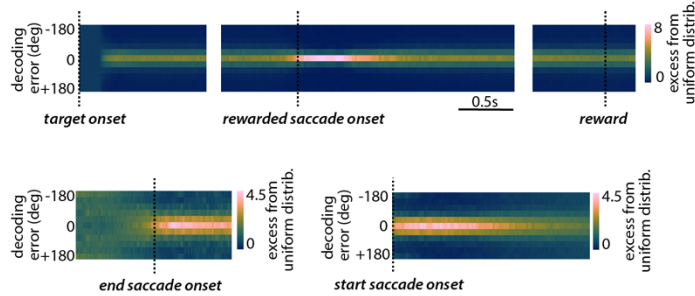 decoding
error (deg)
-180
0
+180
target onset
rewarded saccade onset
0.5s
reward
8
0
excess from
uniform distrib.
decoding
error (deg)
-180
0
+180
end saccade onset
4.5
0
excess from
uniform distrib.
decoding
error (deg)
-180
0
+180
start saccade onset
4.5
0
excess from
uniform distrib.